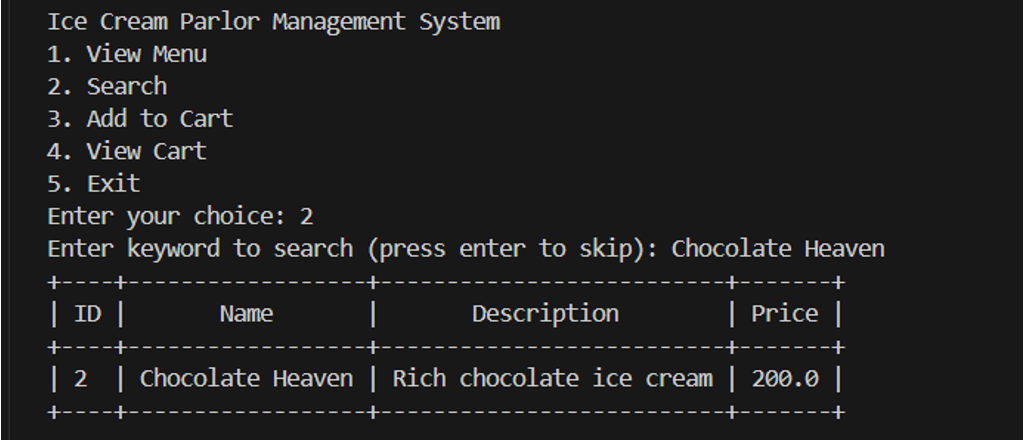 Ice Cream Parlor Management System
1. View Menu
2. Search
3. Add to Cart
4. View Cart
5. Exit
Enter your choice: 2
Enter keyword to search (press enter to skip): Chocolate Heaven
+----+------------------+--------------------------+-------+
| ID |       Name       |       Description        | Price |
+----+------------------+--------------------------+-------+
| 2  | Chocolate Heaven | Rich chocolate ice cream | 200.0 |
+----+------------------+--------------------------+-------+